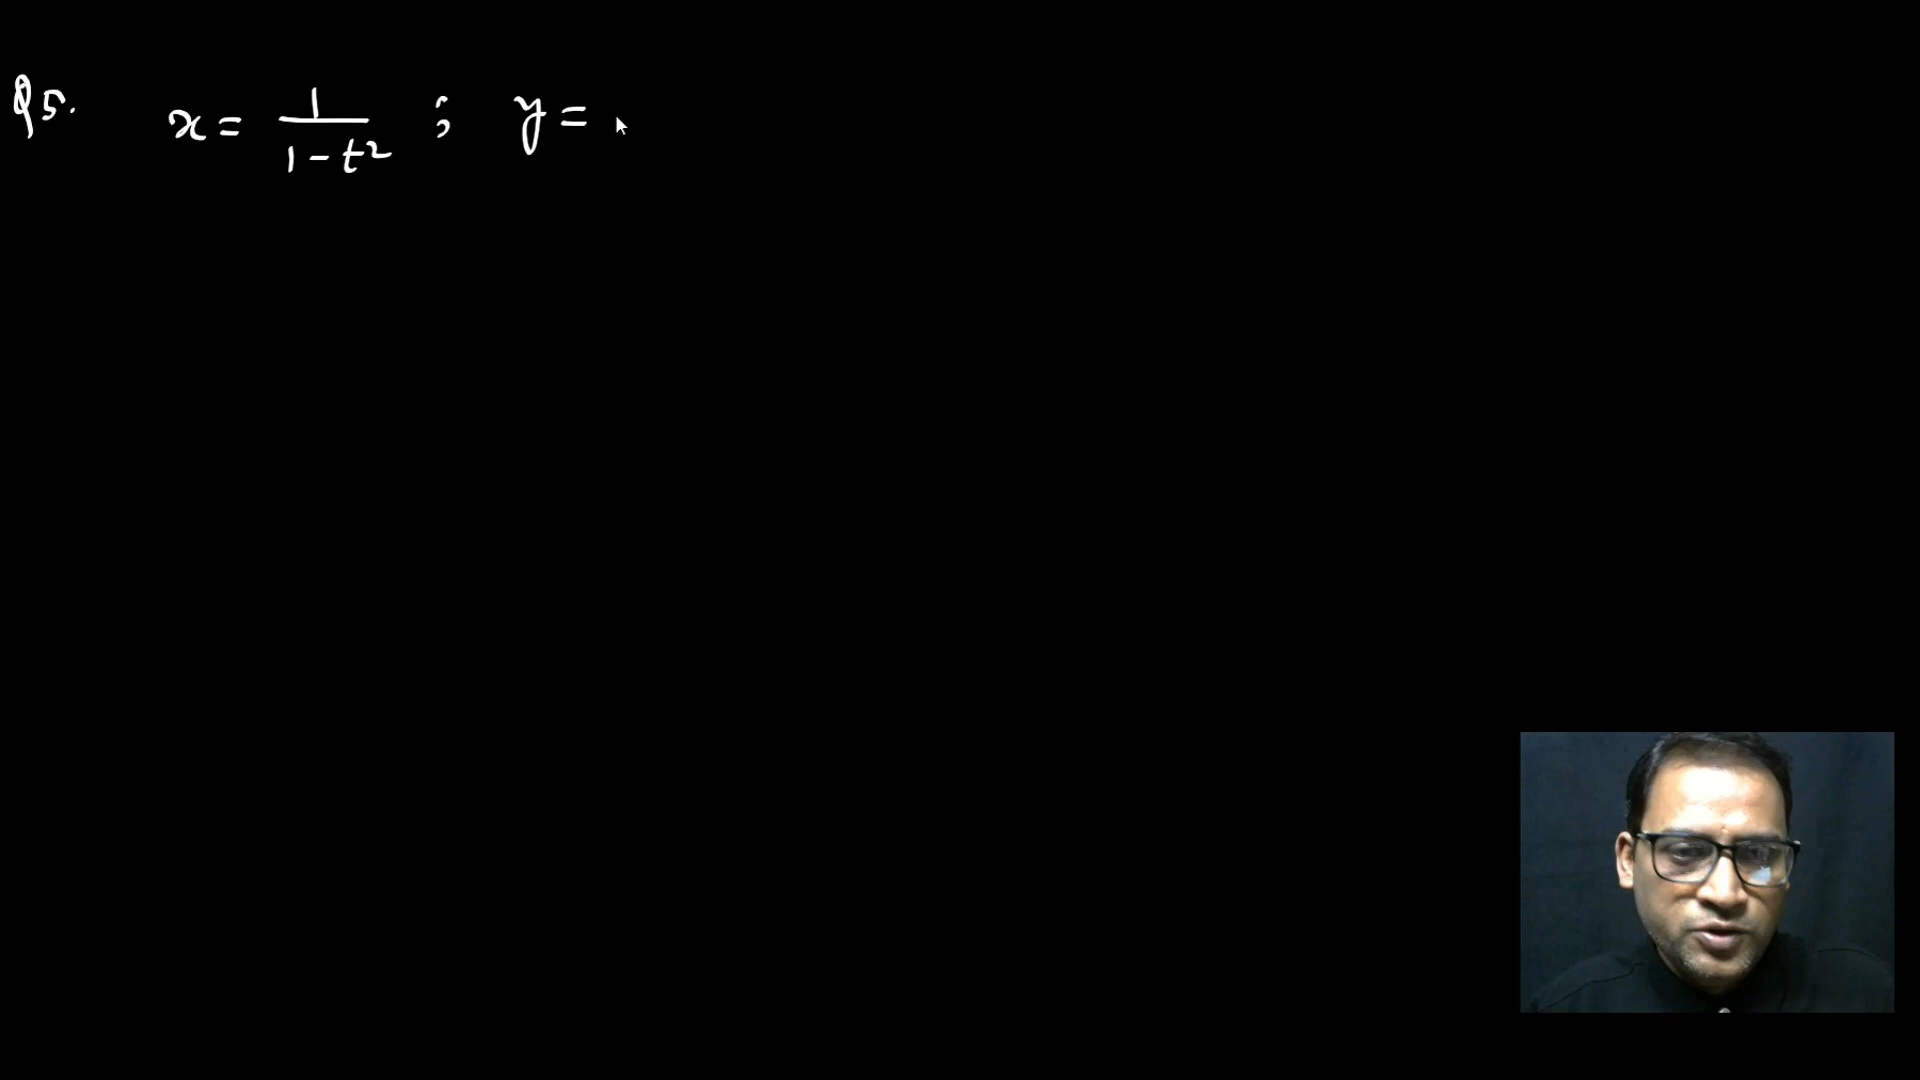 Q5. x = 1/(1-t²) ; y =